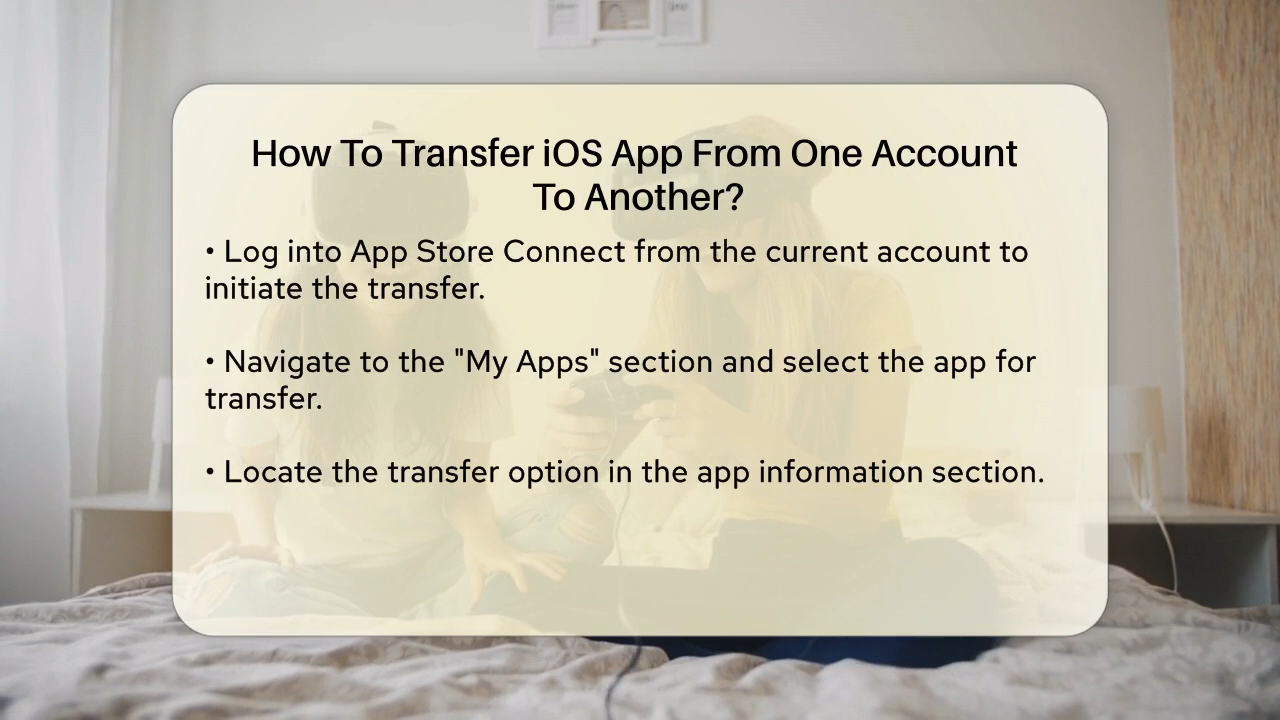 How To Transfer iOS App From One Account
To Another?
• Log into App Store Connect from the current account to
initiate the transfer.
• Navigate to the "My Apps" section and select the app for
transfer.
• Locate the transfer option in the app information section.